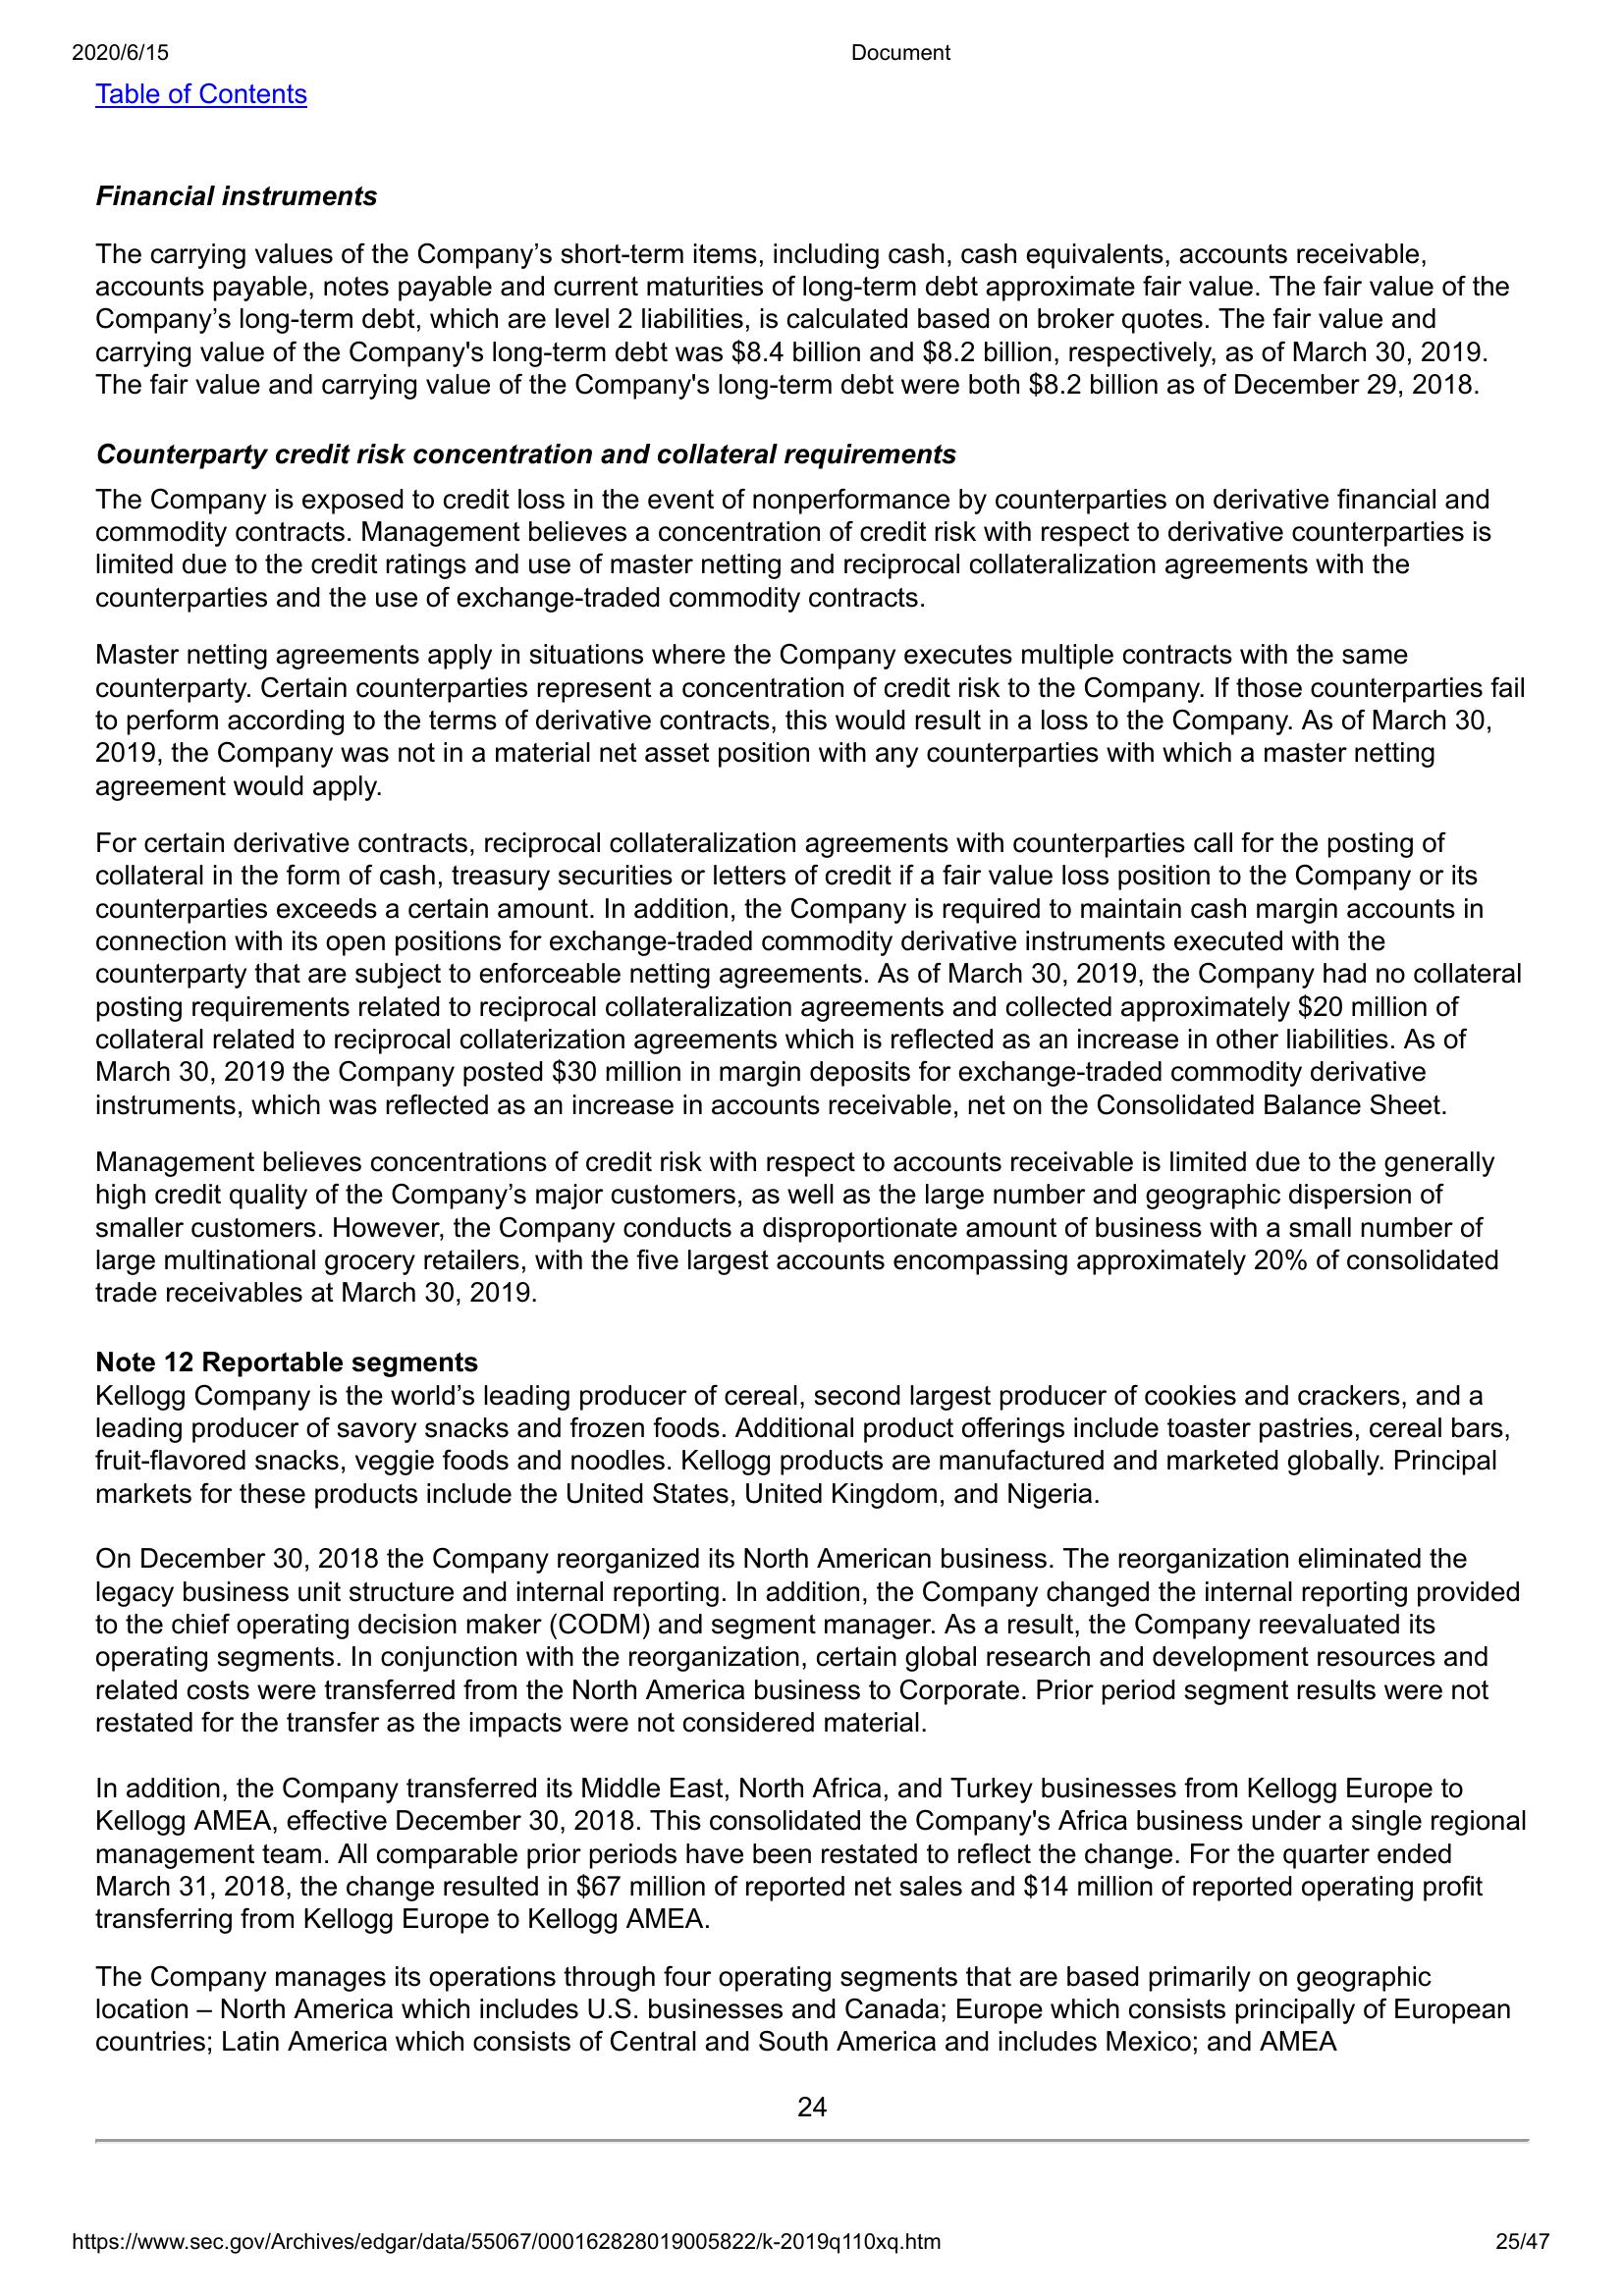 2020/6/15 Document
Table of Contents
Financial instruments
The carrying values of the Company’s short-term items, including cash, cash equivalents, accounts receivable,
accounts payable, notes payable and current maturities of long-term debt approximate fair value. The fair value of the
Company’s long-term debt, which are level 2 liabilities, is calculated based on broker quotes. The fair value and
carrying value of the Company's long-term debt was $8.4 billion and $8.2 billion, respectively, as of March 30, 2019.
The fair value and carrying value of the Company's long-term debt were both $8.2 billion as of December 29, 2018.
Counterparty credit risk concentration and collateral requirements
The Company is exposed to credit loss in the event of nonperformance by counterparties on derivative financial and
commodity contracts. Management believes a concentration of credit risk with respect to derivative counterparties is
limited due to the credit ratings and use of master netting and reciprocal collateralization agreements with the
counterparties and the use of exchange-traded commodity contracts.
Master netting agreements apply in situations where the Company executes multiple contracts with the same
counterparty. Certain counterparties represent a concentration of credit risk to the Company. If those counterparties fail
to perform according to the terms of derivative contracts, this would result in a loss to the Company. As of March 30,
2019, the Company was not in a material net asset position with any counterparties with which a master netting
agreement would apply.
For certain derivative contracts, reciprocal collateralization agreements with counterparties call for the posting of
collateral in the form of cash, treasury securities or letters of credit if a fair value loss position to the Company or its
counterparties exceeds a certain amount. In addition, the Company is required to maintain cash margin accounts in
connection with its open positions for exchange-traded commodity derivative instruments executed with the
counterparty that are subject to enforceable netting agreements. As of March 30, 2019, the Company had no collateral
posting requirements related to reciprocal collateralization agreements and collected approximately $20 million of
collateral related to reciprocal collaterization agreements which is reflected as an increase in other liabilities. As of
March 30, 2019 the Company posted $30 million in margin deposits for exchange-traded commodity derivative
instruments, which was reflected as an increase in accounts receivable, net on the Consolidated Balance Sheet.
Management believes concentrations of credit risk with respect to accounts receivable is limited due to the generally
high credit quality of the Company’s major customers, as well as the large number and geographic dispersion of
smaller customers. However, the Company conducts a disproportionate amount of business with a small number of
large multinational grocery retailers, with the five largest accounts encompassing approximately 20% of consolidated
trade receivables at March 30, 2019.
Note 12 Reportable segments
Kellogg Company is the world’s leading producer of cereal, second largest producer of cookies and crackers, and a
leading producer of savory snacks and frozen foods. Additional product offerings include toaster pastries, cereal bars,
fruit-flavored snacks, veggie foods and noodles. Kellogg products are manufactured and marketed globally. Principal
markets for these products include the United States, United Kingdom, and Nigeria.
On December 30, 2018 the Company reorganized its North American business. The reorganization eliminated the
legacy business unit structure and internal reporting. In addition, the Company changed the internal reporting provided
to the chief operating decision maker (CODM) and segment manager. As a result, the Company reevaluated its
operating segments. In conjunction with the reorganization, certain global research and development resources and
related costs were transferred from the North America business to Corporate. Prior period segment results were not
restated for the transfer as the impacts were not considered material.
In addition, the Company transferred its Middle East, North Africa, and Turkey businesses from Kellogg Europe to
Kellogg AMEA, effective December 30, 2018. This consolidated the Company's Africa business under a single regional
management team. All comparable prior periods have been restated to reflect the change. For the quarter ended
March 31, 2018, the change resulted in $67 million of reported net sales and $14 million of reported operating profit
transferring from Kellogg Europe to Kellogg AMEA.
The Company manages its operations through four operating segments that are based primarily on geographic
location – North America which includes U.S. businesses and Canada; Europe which consists principally of European
countries; Latin America which consists of Central and South America and includes Mexico; and AMEA
24
https://www.sec.gov/Archives/edgar/data/55067/000162828019005822/k-2019q110xq.htm 25/47